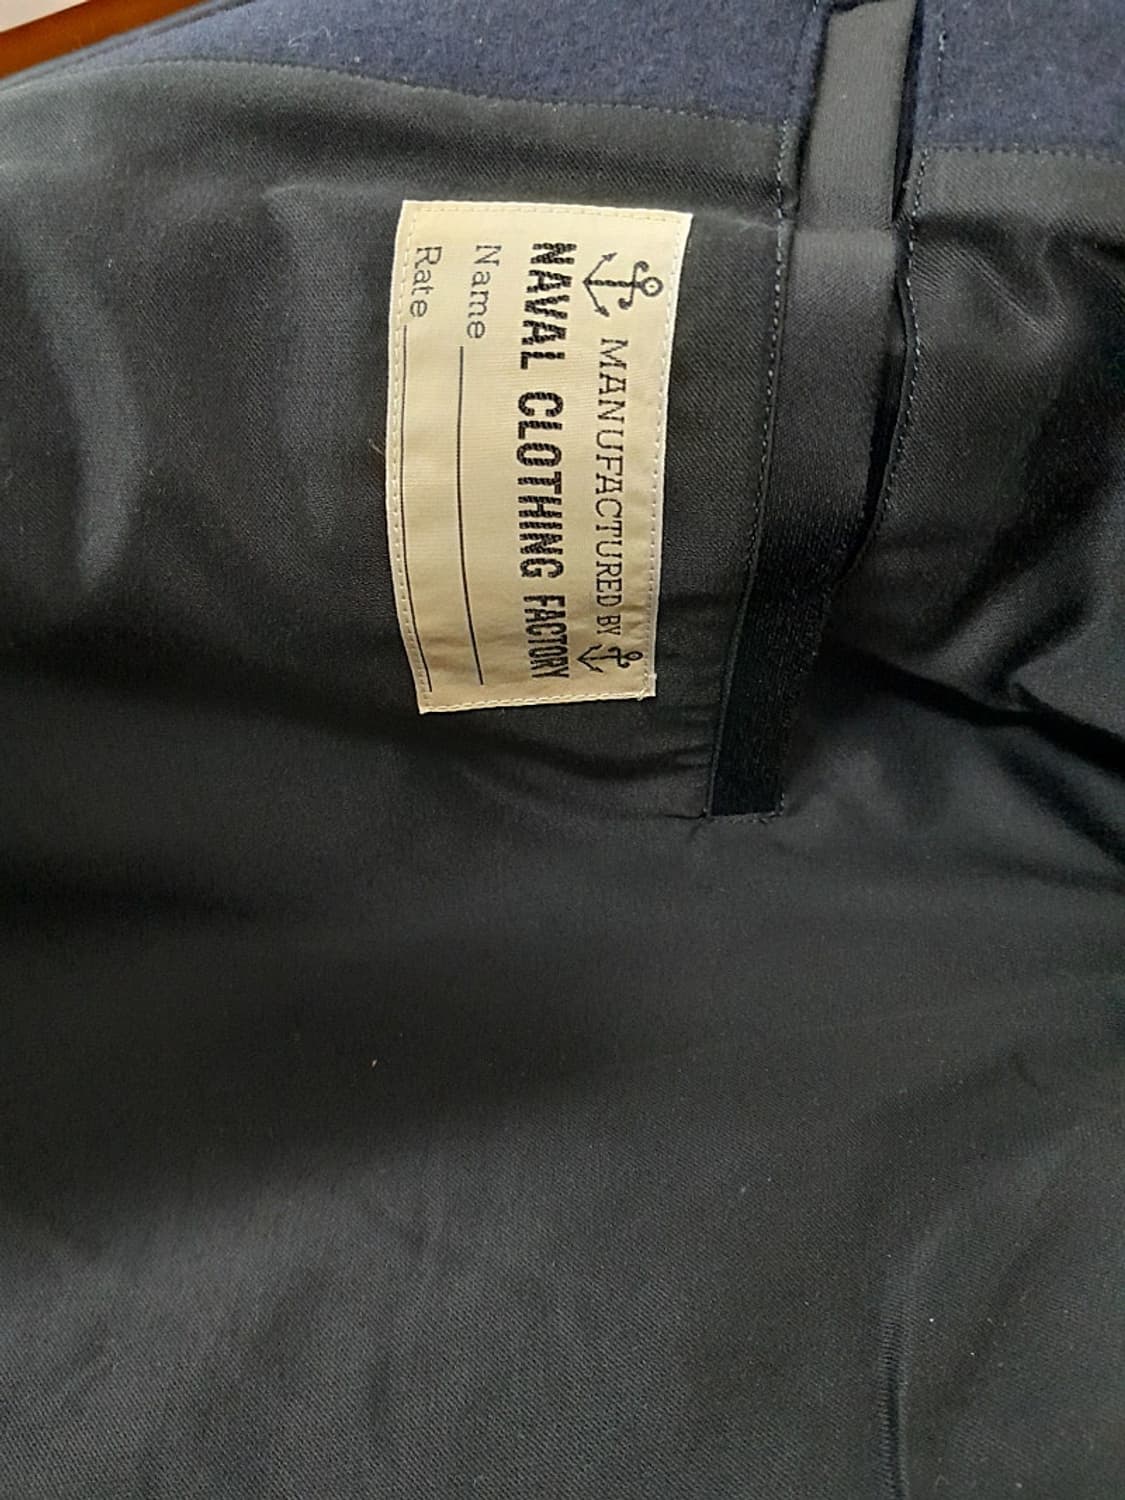 MANUFACTURED BY
NAVAL CLOTHING FACTORY
Name
Rate